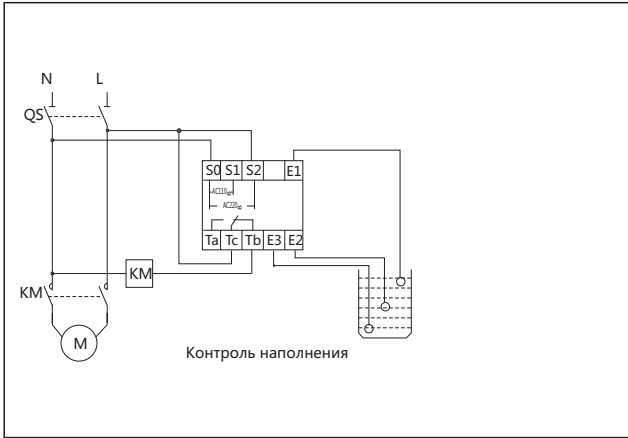 N L
QS
S0 S1 S2 E1
AC110
AC220
Ta Tc Tb E3 E2
KM
KM
M
Контроль наполнения